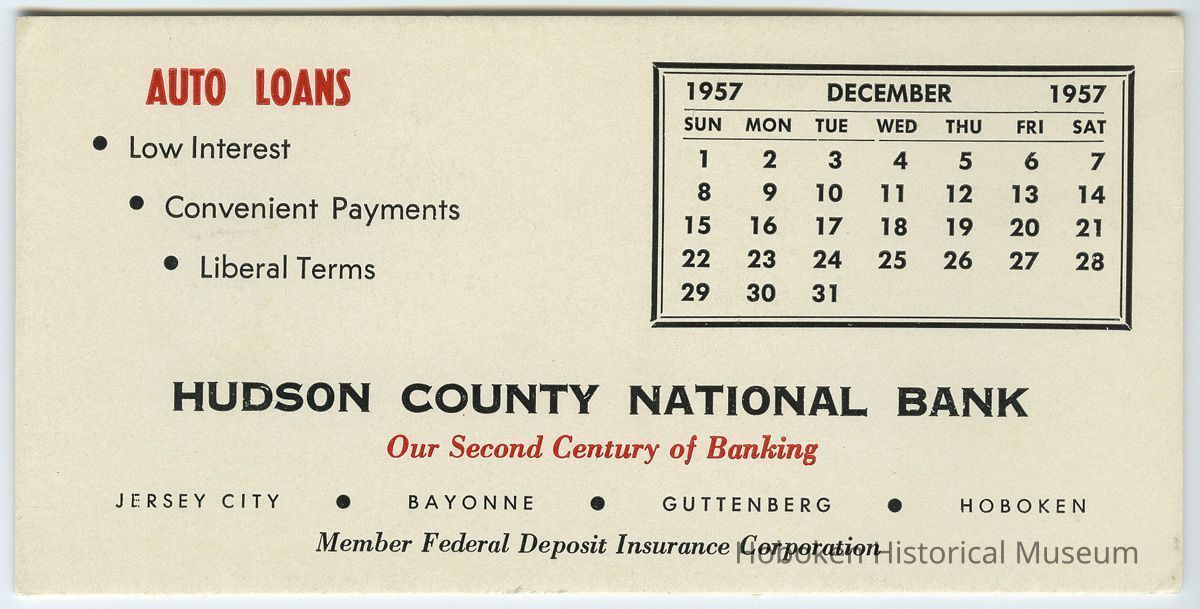 AUTO LOANS
• Low Interest
• Convenient Payments
• Liberal Terms
1957 DECEMBER 1957
SUN MON TUE WED THU FRI SAT
1 2 3 4 5 6 7
8 9 10 11 12 13 14
15 16 17 18 19 20 21
22 23 24 25 26 27 28
29 30 31
HUDSON COUNTY NATIONAL BANK
Our Second Century of Banking
JERSEY CITY • BAYONNE • GUTTENBERG • HOBOKEN
Member Federal Deposit Insurance Corporation
Hoboken Historical Museum